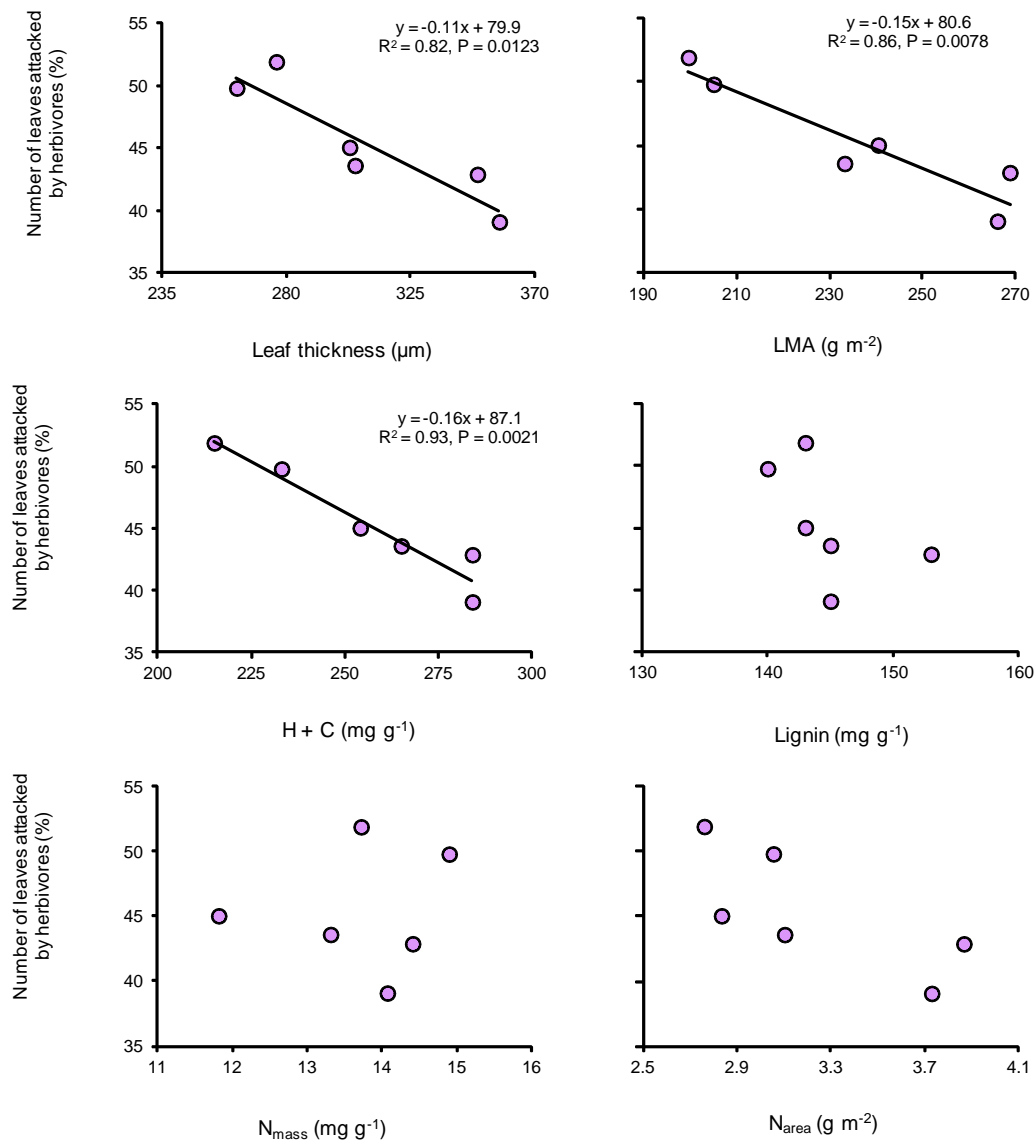 Number of leaves attacked
by herbivores (%)
55
50
45
40
35
235
280
325
370
Leaf thickness (µm)
y =-0.11x + 79.9
R² = 0.82, P = 0.0123
190
210
230
250
270
LMA (g m⁻²)
y =-0.15x + 80.6
R² = 0.86, P = 0.0078
Number of leaves attacked
by herbivores (%)
55
50
45
40
35
200
225
250
275
300
H + C (mg g⁻¹)
y =-0.16x + 87.1
R² = 0.93, P = 0.0021
130
140
150
160
Lignin (mg g⁻¹)
Number of leaves attacked
by herbivores (%)
55
50
45
40
35
11
12
13
14
15
16
Nmass (mg g⁻¹)
2.5
2.9
3.3
3.7
4.1
Narea (g m⁻²)